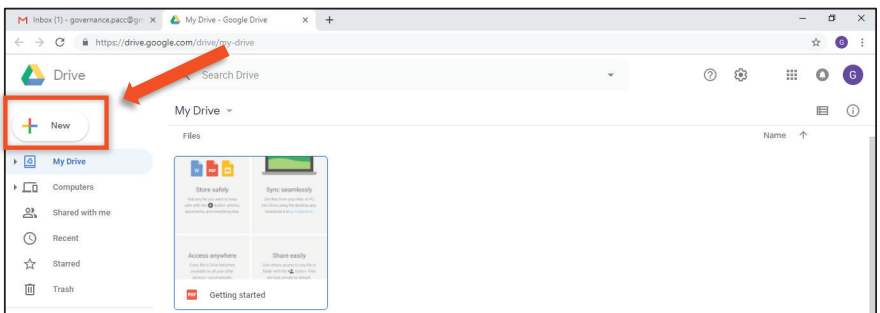 Inbox (1) - governance.pacc@gm
My Drive - Google Drive
https://drive.google.com/drive/my-drive
G
Drive
Search Drive
G
New
My Drive
Files
Name
My Drive
Computers
Shared with me
Recent
Starred
Trash
W PDF
Store safely
Sync seamlessly
Access anywhere
Share easily
PDF Getting started